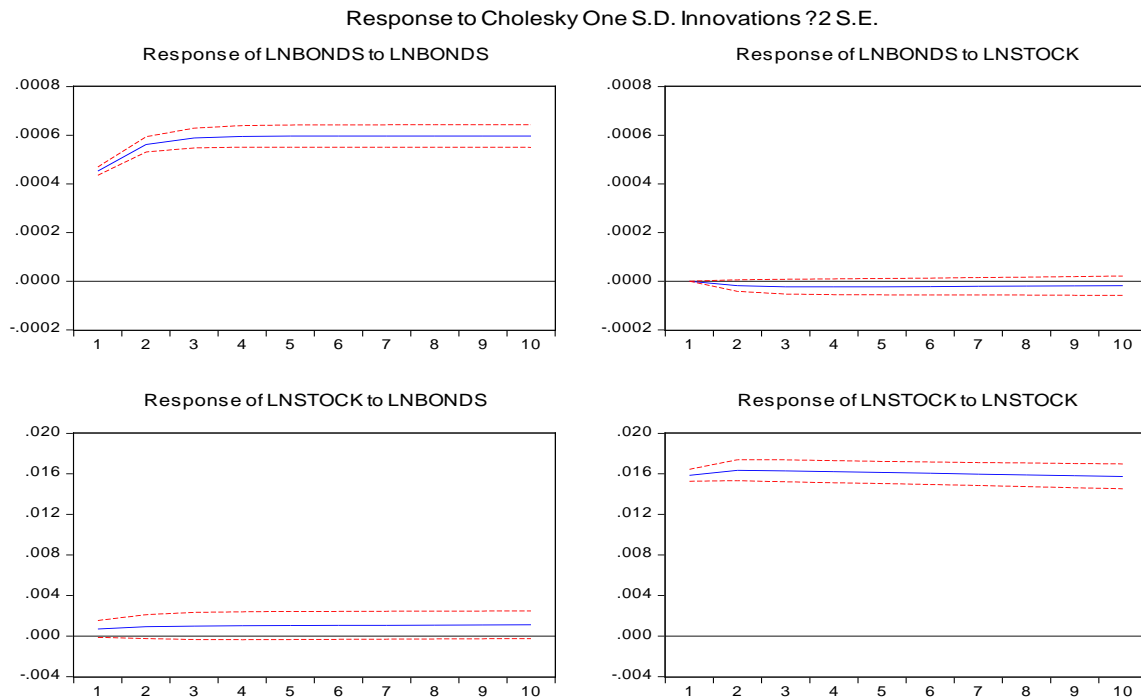 Response to Cholesky One S.D. Innovations ?2 S.E.
Response of LNBONDS to LNBONDS
.0008
.0006
.0004
.0002
.0000
-.0002
1 2 3 4 5 6 7 8 9 10
Response of LNBONDS to LNSTOCK
.0008
.0006
.0004
.0002
.0000
-.0002
1 2 3 4 5 6 7 8 9 10
Response of LNSTOCK to LNBONDS
.020
.016
.012
.008
.004
.000
-.004
1 2 3 4 5 6 7 8 9 10
Response of LNSTOCK to LNSTOCK
.020
.016
.012
.008
.004
.000
-.004
1 2 3 4 5 6 7 8 9 10